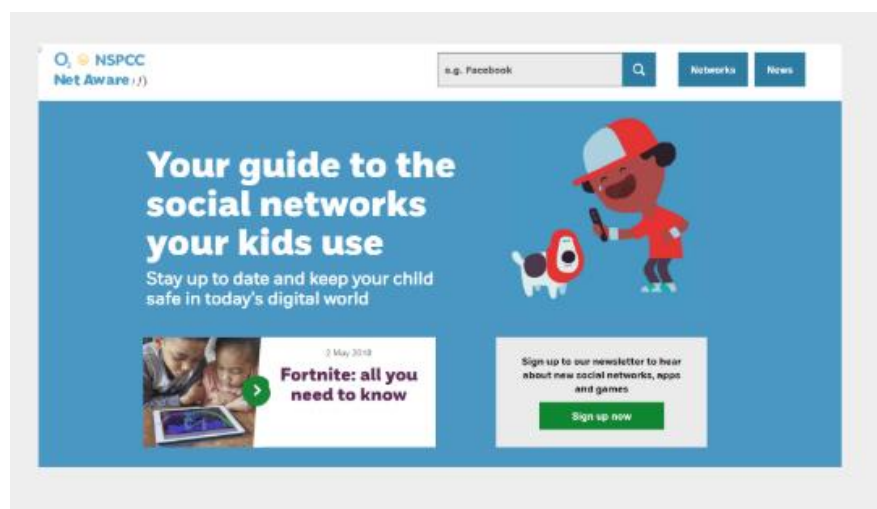 O2 NSPCC
Net Aware
e.g. Facebook
Networks
News
Your guide to the
social networks
your kids use
Stay up to date and keep your child
safe in today's digital world
2 May 2018
Fortnite: all you
need to know
Sign up to our newsletter to hear
about new social networks, apps
and games
Sign up now